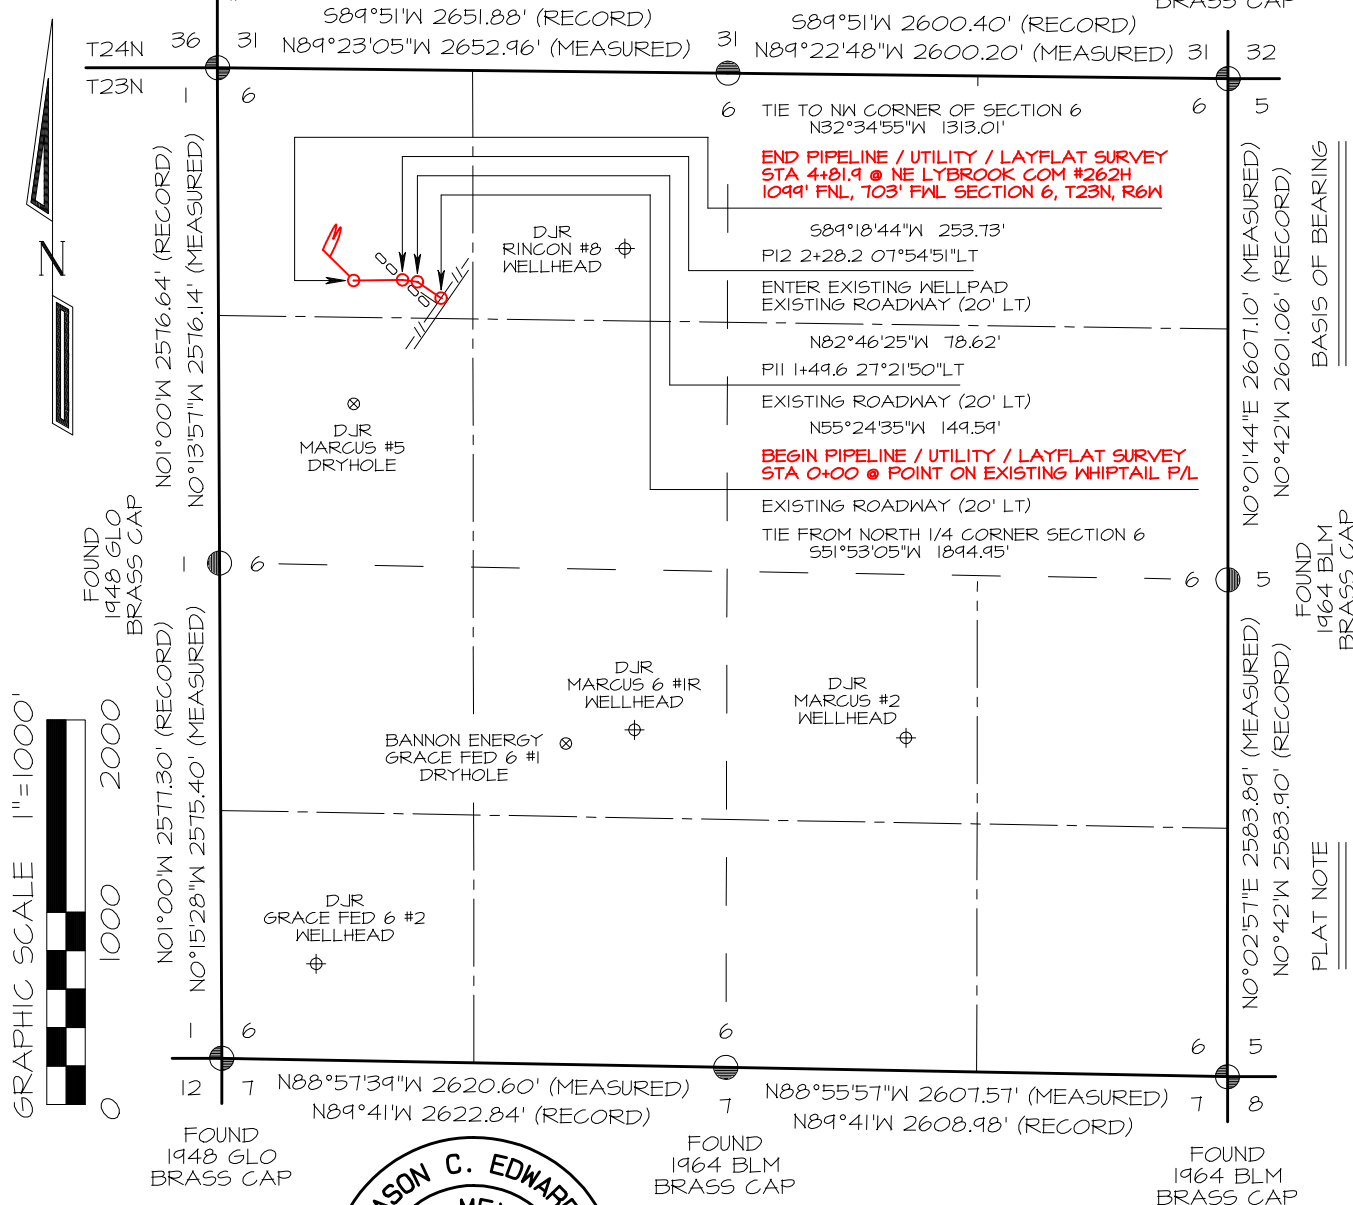 BRASS CAP
S89°51'W 2651.88' (RECORD)
N89°23'05"W 2652.96' (MEASURED)
S89°51'W 2600.40' (RECORD)
N89°22'48"W 2600.20' (MEASURED)
T24N
T23N
36
31
31
31
32
1
6
6
6
5
TIE TO NW CORNER OF SECTION 6
N32°34'55"W 1313.01'
END PIPELINE / UTILITY / LAYFLAT SURVEY
STA 4+81.9 @ NE LYBROOK COM #262H
1099' FNL, 703' FWL SECTION 6, T23N, R6W
S89°18'44"W 253.73'
PI2 2+28.2 07°54'51"LT
ENTER EXISTING WELLPAD
EXISTING ROADWAY (20' LT)
N82°46'25"W 78.62'
PI1 1+49.6 27°21'50"LT
EXISTING ROADWAY (20' LT)
N55°24'35"W 149.59'
BEGIN PIPELINE / UTILITY / LAYFLAT SURVEY
STA 0+00 @ POINT ON EXISTING WHIPTAIL P/L
EXISTING ROADWAY (20' LT)
TIE FROM NORTH 1/4 CORNER SECTION 6
S51°53'05"W 1894.95'
DJR
RINCON #8
WELLHEAD
DJR
MARCUS #5
DRYHOLE
N
N01°00'W 2576.64' (RECORD)
N0°13'57"W 2576.14' (MEASURED)
N0°01'44"E 2607.10' (MEASURED)
N0°42'W 2601.06' (RECORD)
BASIS OF BEARING
FOUND
1948 GLO
BRASS CAP
1
6
6
5
FOUND
1964 BLM
BRASS CAP
DJR
MARCUS 6 #1R
WELLHEAD
DJR
MARCUS #2
WELLHEAD
BANNON ENERGY
GRACE FED 6 #1
DRYHOLE
DJR
GRACE FED 6 #2
WELLHEAD
GRAPHIC SCALE 1"=1000'
0
1000
2000
N01°00'W 2577.30' (RECORD)
N0°15'28"W 2575.40' (MEASURED)
N0°02'57"E 2583.89' (MEASURED)
N0°42'W 2583.90' (RECORD)
PLAT NOTE
1
6
6
6
5
12
7
7
7
8
N88°57'39"W 2620.60' (MEASURED)
N89°41'W 2622.84' (RECORD)
N88°55'57"W 2607.57' (MEASURED)
N89°41'W 2608.98' (RECORD)
FOUND
1948 GLO
BRASS CAP
FOUND
1964 BLM
BRASS CAP
FOUND
1964 BLM
BRASS CAP
ASON C. EDWAR